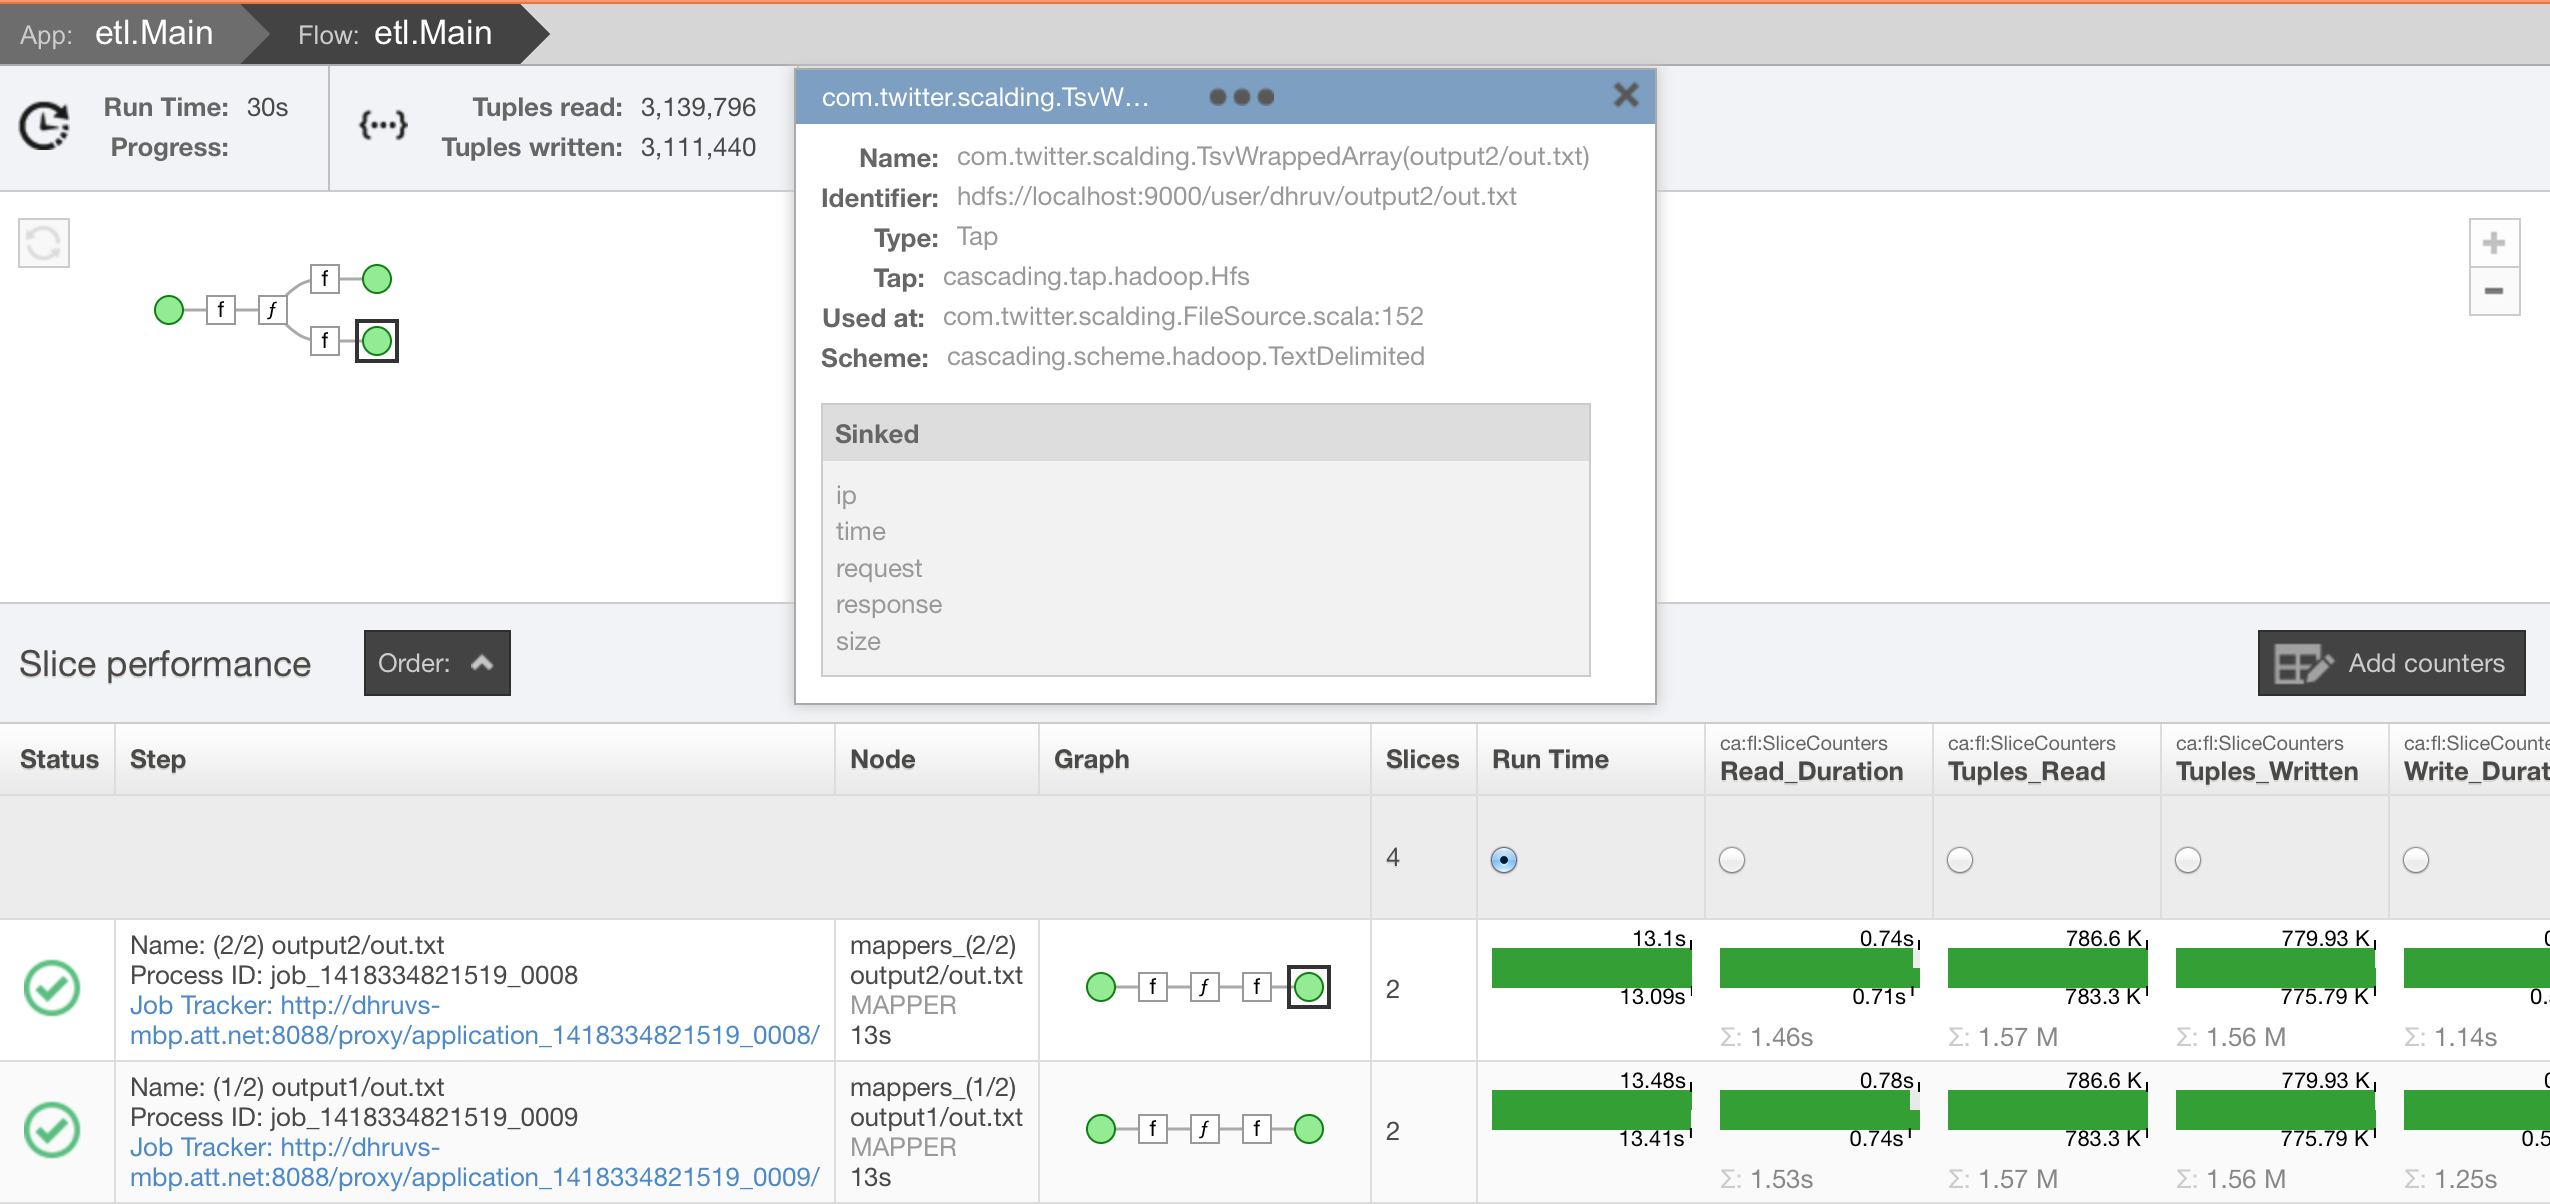 App: etl.Main Flow: etl.Main
Run Time: 30s
Progress:
{···}
Tuples read: 3,139,796
Tuples written: 3,111,440
com.twitter.scalding.TsvW...
Name: com.twitter.scalding.TsvWrappedArray(output2/out.txt)
Identifier: hdfs://localhost:9000/user/dhruv/output2/out.txt
Type: Tap
Tap: cascading.tap.hadoop.Hfs
Used at: com.twitter.scalding.FileSource.scala:152
Scheme: cascading.scheme.hadoop.TextDelimited
Sinked
ip
time
request
response
size
f
f ƒ
f
Slice performance Order: Add counters
Status Step Node Graph Slices Run Time
ca:fl:SliceCounters
Read_Duration
ca:fl:SliceCounters
Tuples_Read
ca:fl:SliceCounters
Tuples_Written
ca:fl:SliceCounte
Write_Durat
4
Name: (2/2) output2/out.txt
Process ID: job_1418334821519_0008
Job Tracker: http://dhruvs-
mbp.att.net:8088/proxy/application_1418334821519_0008/
mappers_(2/2)
output2/out.txt
MAPPER
13s
f ƒ f
2
13.1s
13.09s
0.74s
0.71s
Σ: 1.46s
786.6 K
783.3 K
Σ: 1.57 M
779.93 K
775.79 K
Σ: 1.56 M
0
0.
Σ: 1.14s
Name: (1/2) output1/out.txt
Process ID: job_1418334821519_0009
Job Tracker: http://dhruvs-
mbp.att.net:8088/proxy/application_1418334821519_0009/
mappers_(1/2)
output1/out.txt
MAPPER
13s
f ƒ f
2
13.48s
13.41s
0.78s
0.74s
Σ: 1.53s
786.6 K
783.3 K
Σ: 1.57 M
779.93 K
775.79 K
Σ: 1.56 M
0
0.5
Σ: 1.25s